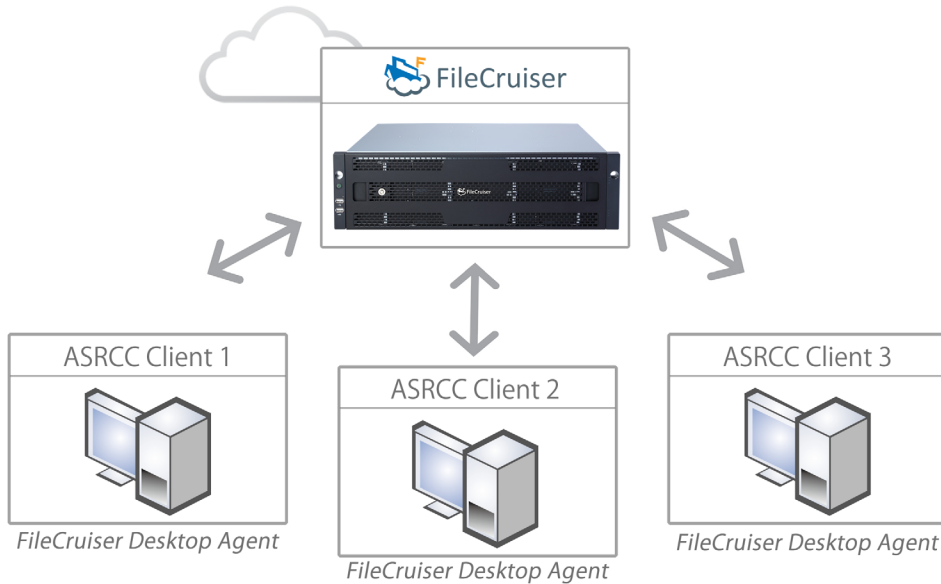 FileCruiser
FileCruiser
ASRCC Client 1
ASRCC Client 2
ASRCC Client 3
FileCruiser Desktop Agent
FileCruiser Desktop Agent
FileCruiser Desktop Agent